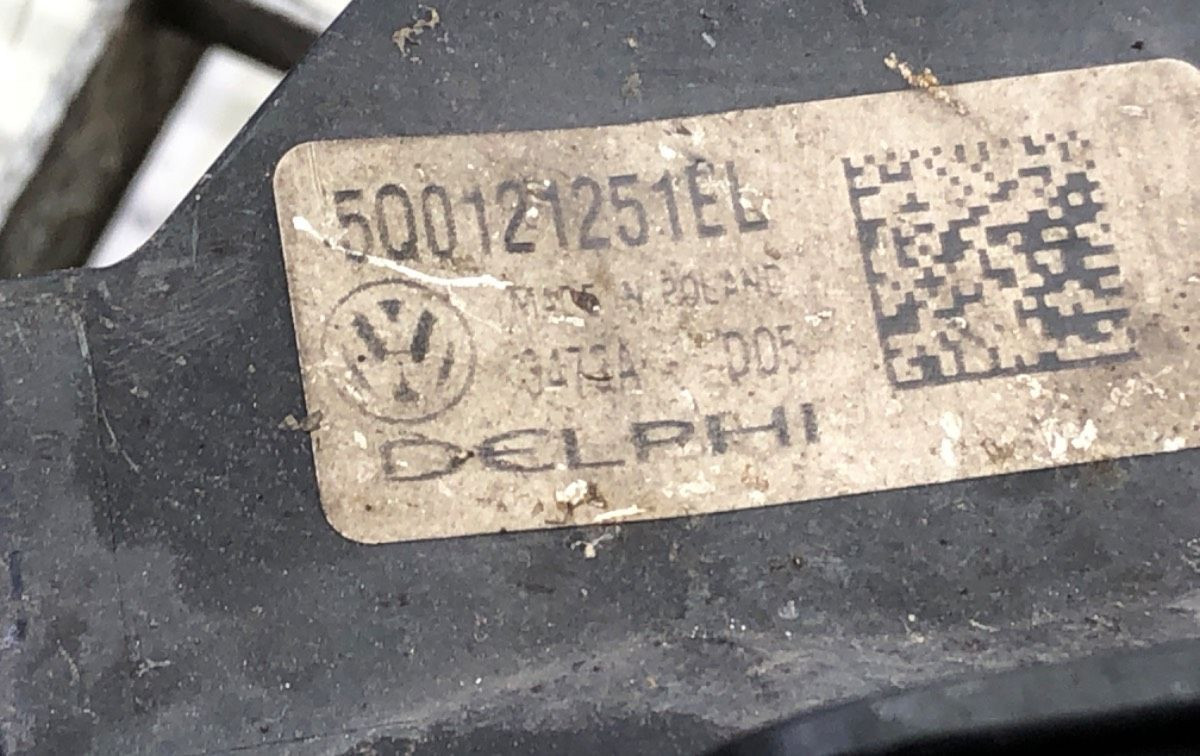 5Q0121251EL
MADE IN POLAND
D05
DELPHI